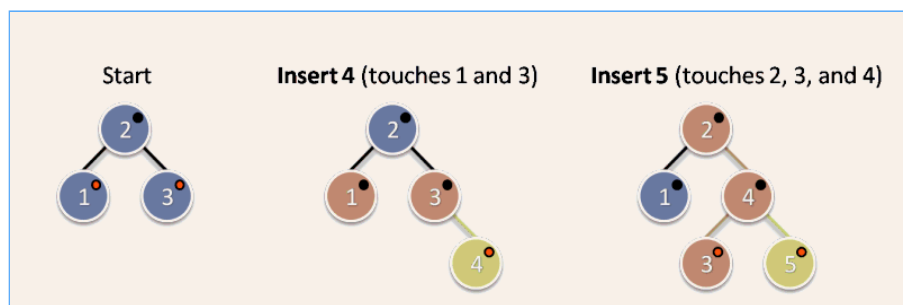 Start
2
1 3
Insert 4 (touches 1 and 3)
2
1 3
4
Insert 5 (touches 2, 3, and 4)
2
1 4
3 5